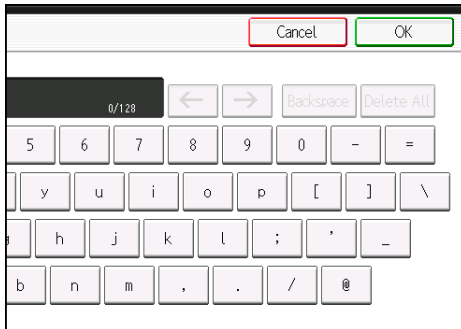 Cancel OK
0/128 ← → Backspace Delete All
5 6 7 8 9 0 - =
y u i o p [ ] \
g h j k l ; ' _
b n m , . / @